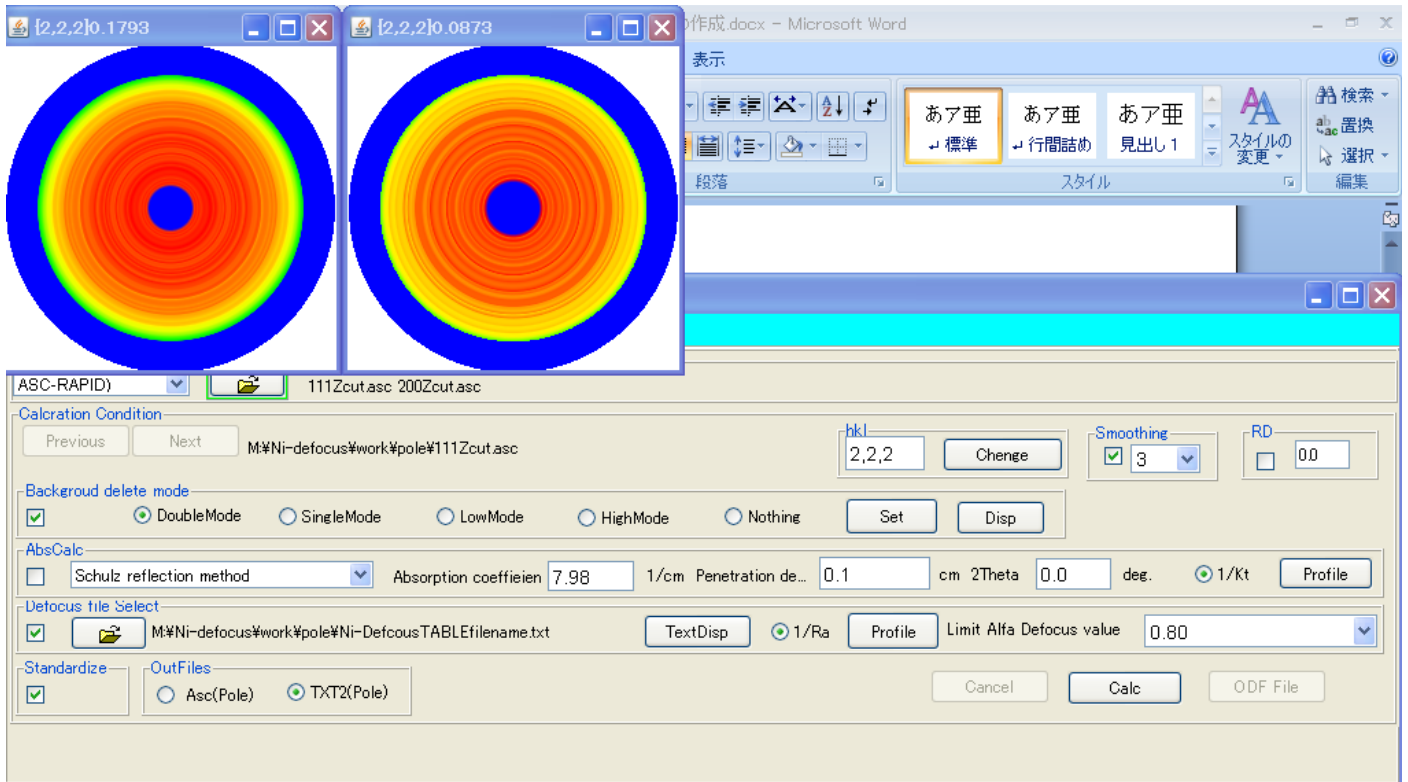 {2,2,2}0.1793
{2,2,2}0.0873
作成.docx - Microsoft Word
表示
あア亜
あア亜
あア亜
標準
行間詰め
見出し 1
スタイルの
変更
検索
置換
選択
段落
スタイル
編集
ASC-RAPID)
111Zcut.asc 200Zcut.asc
Calcration Condition
Previous
Next
M:¥Ni-defocus¥work¥pole¥111Zcut.asc
hkl
2,2,2
Chenge
Smoothing
3
RD
0.0
Backgroud delete mode
DoubleMode
SingleMode
LowMode
HighMode
Nothing
Set
Disp
AbsCalc
Schulz reflection method
Absorption coeffieien
7.98
1/cm
Penetration de...
0.1
cm
2Theta
0.0
deg.
1/Kt
Profile
Defocus file Select
M:¥Ni-defocus¥work¥pole¥Ni-DefcousTABLEfilename.txt
TextDisp
1/Ra
Profile
Limit Alfa Defocus value
0.80
Standardize
OutFiles
Asc(Pole)
TXT2(Pole)
Cancel
Calc
ODF File